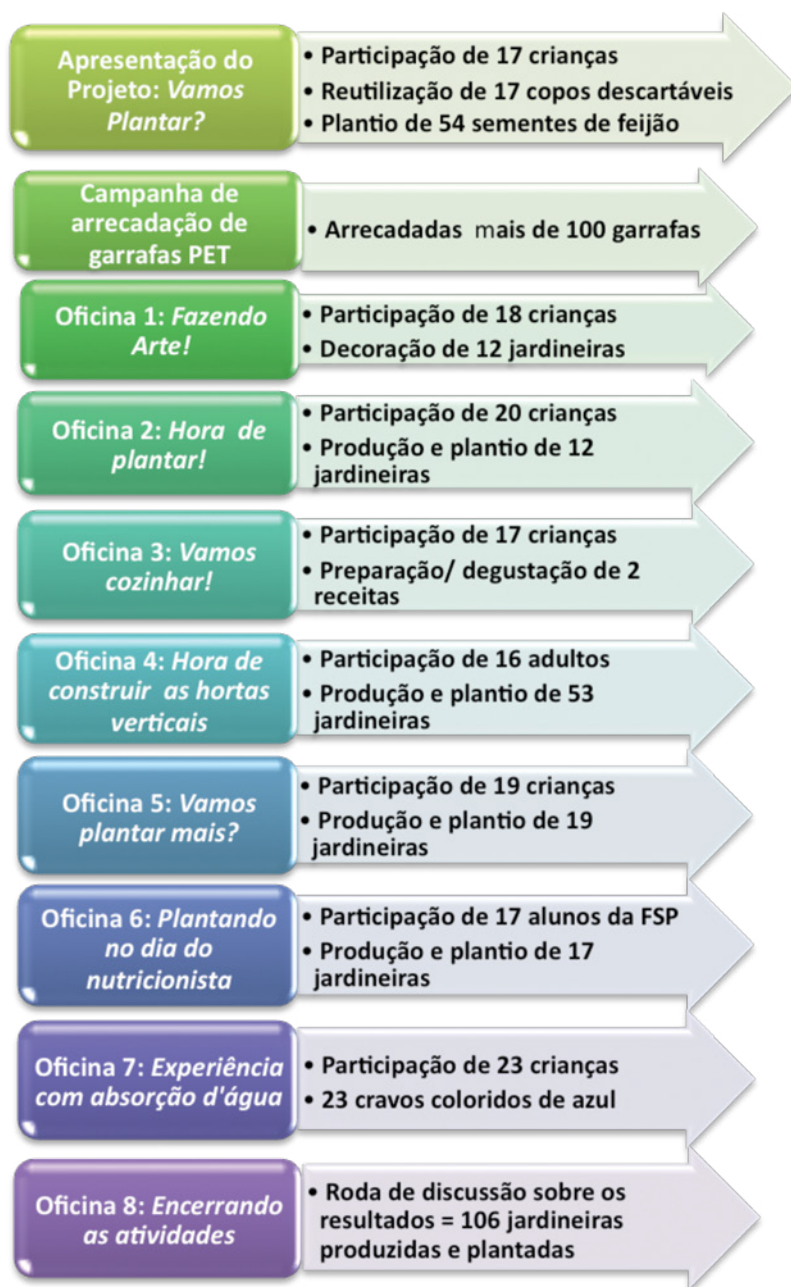 Apresentação do
Projeto: Vamos
Plantar?
• Participação de 17 crianças
• Reutilização de 17 copos descartáveis
• Plantio de 54 sementes de feijão
Campanha de
arrecadação de
garrafas PET
• Arrecadadas mais de 100 garrafas
Oficina 1: Fazendo
Arte!
• Participação de 18 crianças
• Decoração de 12 jardineiras
Oficina 2: Hora de
plantar!
• Participação de 20 crianças
• Produção e plantio de 12
jardineiras
Oficina 3: Vamos
cozinhar!
• Participação de 17 crianças
• Preparação/ degustação de 2
receitas
Oficina 4: Hora de
construir as hortas
verticais
• Participação de 16 adultos
• Produção e plantio de 53
jardineiras
Oficina 5: Vamos
plantar mais?
• Participação de 19 crianças
• Produção e plantio de 19
jardineiras
Oficina 6: Plantando
no dia do
nutricionista
• Participação de 17 alunos da FSP
• Produção e plantio de 17
jardineiras
Oficina 7: Experiência
com absorção d'água
• Participação de 23 crianças
• 23 cravos coloridos de azul
Oficina 8: Encerrando
as atividades
• Roda de discussão sobre os
resultados = 106 jardineiras
produzidas e plantadas